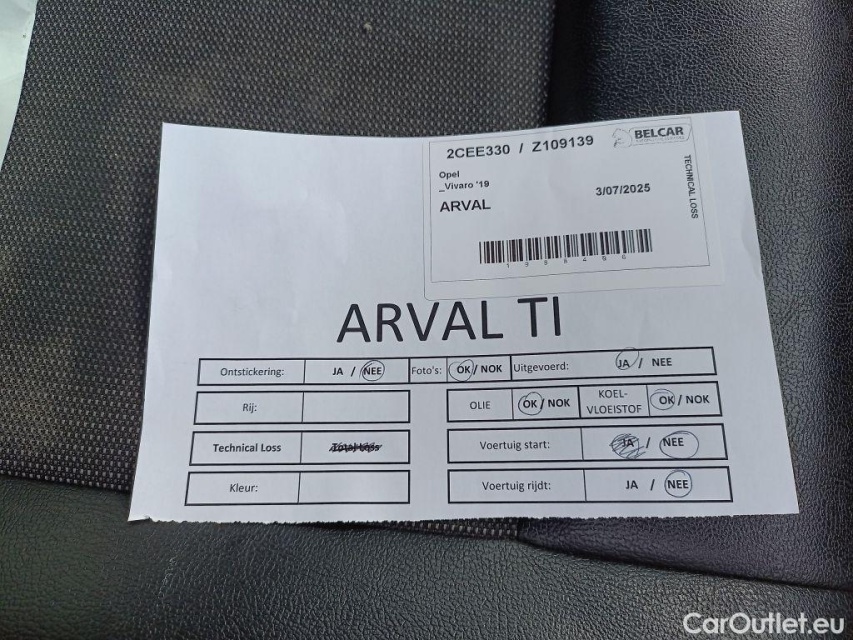 2CEE330 / Z109139
BELCAR
Opel
_Vivaro '19
3/07/2025
TECHNICAL LOSS
ARVAL
ARVAL TI
Ontstickering: JA / NEE Foto's: OK / NOK Uitgevoerd: JA / NEE
Rij: OLIE OK / NOK KOEL-
VLOEISTOF OK / NOK
Technical Loss Total Loss Voertuig start: JA / NEE
Kleur: Voertuig rijdt: JA / NEE
CarOutlet.eu